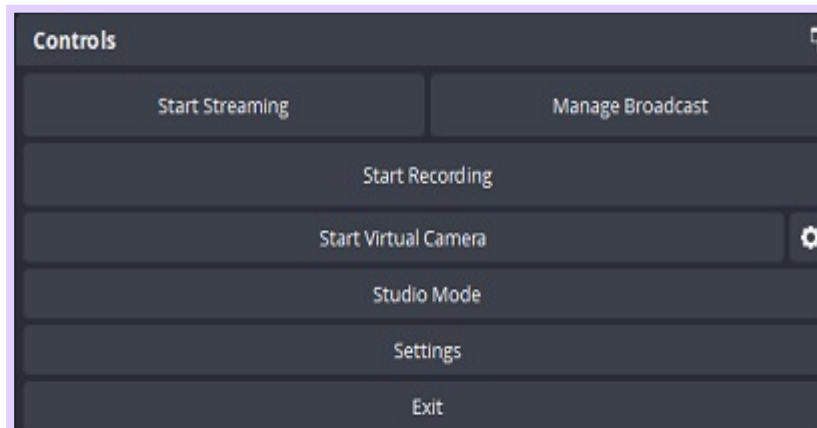 Controls
Start Streaming
Manage Broadcast
Start Recording
Start Virtual Camera
Studio Mode
Settings
Exit